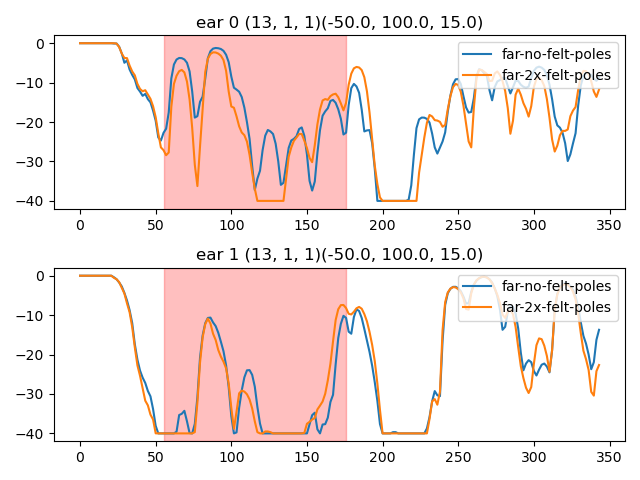 ear 0 (13, 1, 1)(-50.0, 100.0, 15.0)
0
−10
−20
−30
−40
far-no-felt-poles
far-2x-felt-poles
0 50 100 150 200 250 300 350
ear 1 (13, 1, 1)(-50.0, 100.0, 15.0)
0
−10
−20
−30
−40
far-no-felt-poles
far-2x-felt-poles
0 50 100 150 200 250 300 350